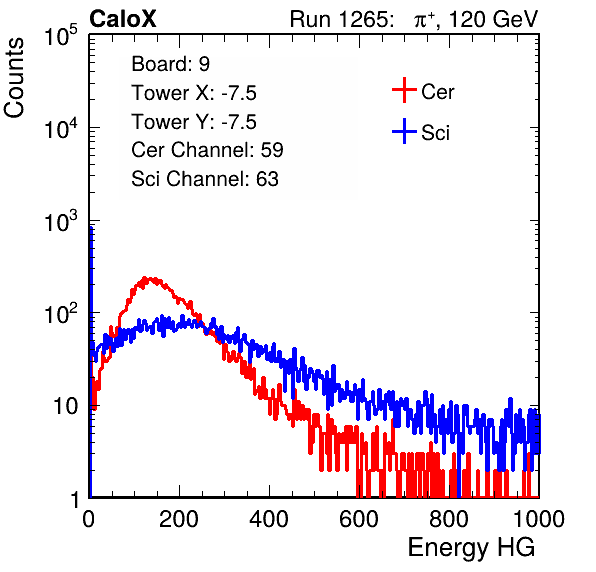 CaloX Run 1265: π⁺, 120 GeV
Counts
Board: 9
Tower X: -7.5
Tower Y: -7.5
Cer Channel: 59
Sci Channel: 63
Cer
Sci
10⁵
10⁴
10³
10²
10
1
0 200 400 600 800 1000
Energy HG